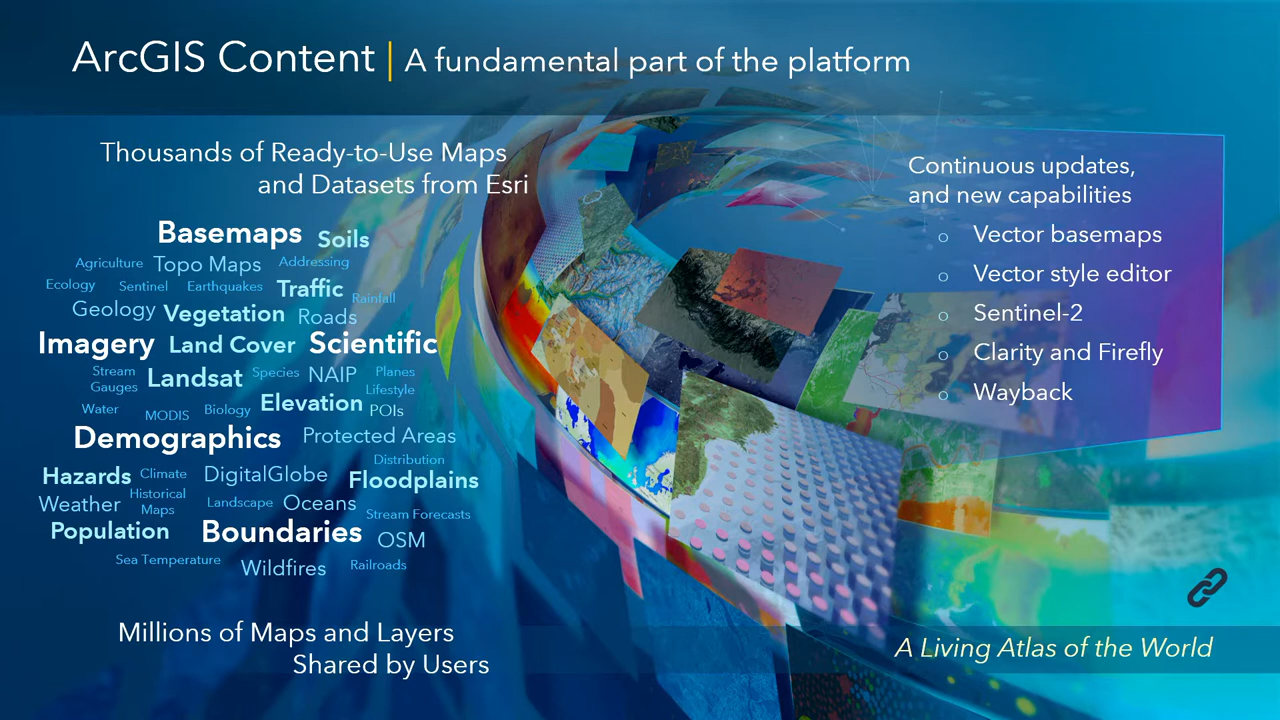 ArcGIS Content | A fundamental part of the platform
Thousands of Ready-to-Use Maps
and Datasets from Esri
Basemaps Soils
Agriculture Topo Maps Addressing
Ecology Sentinel Earthquakes Traffic Rainfall
Geology Vegetation Roads
Imagery Land Cover Scientific
Stream
Gauges Landsat Species NAIP Planes
Lifestyle
Water MODIS Biology Elevation POIs
Demographics Protected Areas
Distribution
Hazards Climate DigitalGlobe Floodplains
Weather Historical
Maps Landscape Oceans
Stream Forecasts
Population Boundaries OSM
Sea Temperature Wildfires Railroads
Millions of Maps and Layers
Shared by Users
Continuous updates,
and new capabilities
o Vector basemaps
o Vector style editor
o Sentinel-2
o Clarity and Firefly
o Wayback
A Living Atlas of the World